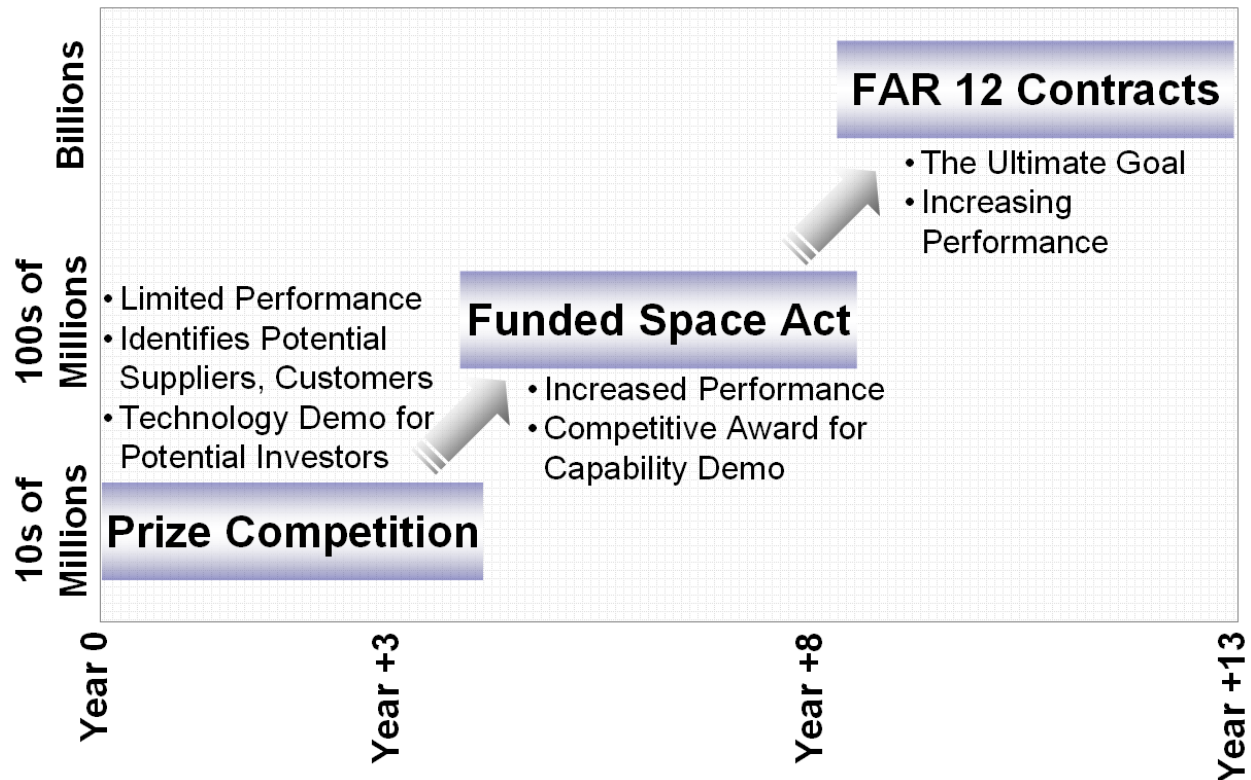 Billions
100s of
Millions
10s of
Millions
FAR 12 Contracts
• The Ultimate Goal
• Increasing
Performance
Funded Space Act
• Increased Performance
• Competitive Award for
Capability Demo
• Limited Performance
• Identifies Potential
Suppliers, Customers
• Technology Demo for
Potential Investors
Prize Competition
Year 0
Year +3
Year +8
Year +13